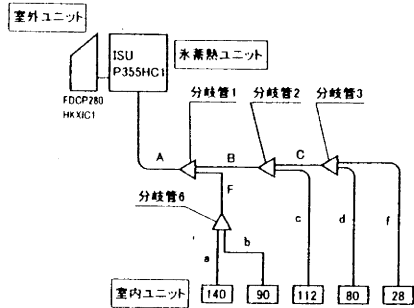 室外ユニット
ISU
P355HC1
氷蓄熱ユニット
FDCP280
HKXIC1
分岐管1
分岐管2
分岐管3
A
B
C
F
分岐管6
a
b
c
d
f
室内ユニット
140
90
112
80
28